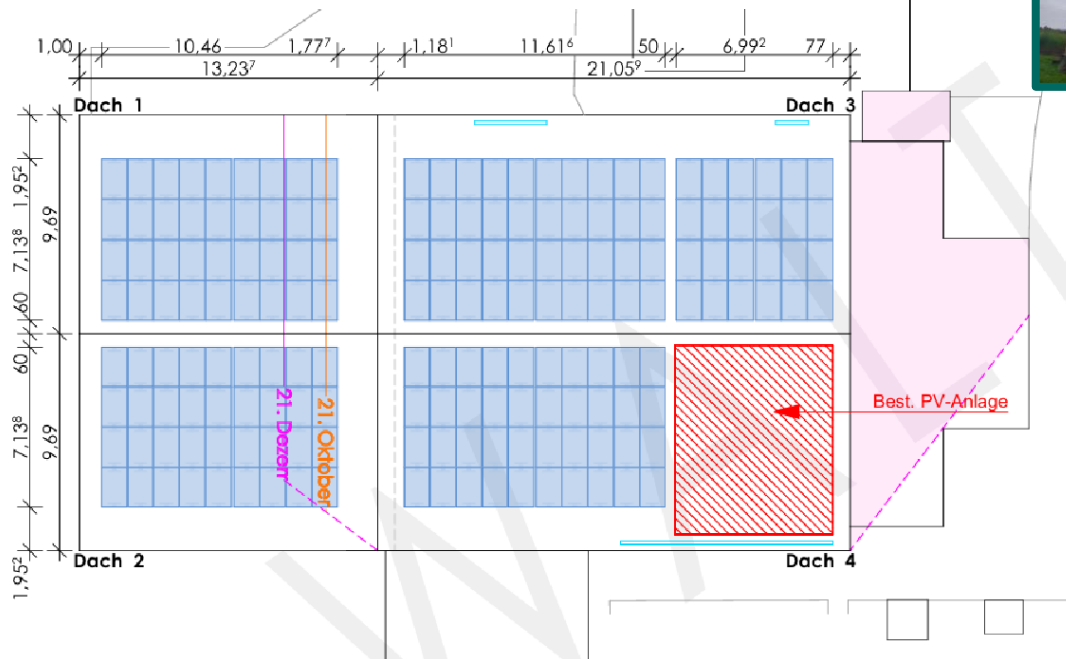 1,00 10,46 1,77⁷ 1,18¹ 11,61⁶ 50 6,99² 77
13,23⁷ 21,05⁹
Dach 1 Dach 3
1,95²
9,69
7,13⁸
60
60
7,13⁸
9,69
1,95²
21. Dezem
21. Oktober
Best. PV-Anlage
Dach 2 Dach 4